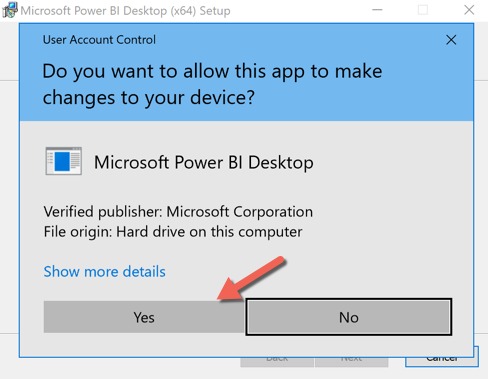 Microsoft Power BI Desktop (x64) Setup
User Account Control
Do you want to allow this app to make
changes to your device?
Microsoft Power BI Desktop
Verified publisher: Microsoft Corporation
File origin: Hard drive on this computer
Show more details
Yes No
Back Next Cancel